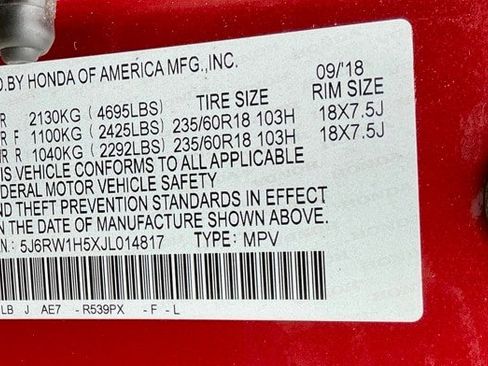 D.BY HONDA OF AMERICA MFG.,INC.
09/'18
TIRE SIZE RIM SIZE
R 2130KG (4695LBS)
R F 1100KG (2425LBS) 235/60R18 103H 18X7.5J
R R 1040KG (2292LBS) 235/60R18 103H 18X7.5J
IS VEHICLE CONFORMS TO ALL APPLICABLE
DERAL MOTOR VEHICLE SAFETY
AND THEFT PREVENTION STANDARDS IN EFFECT
N THE DATE OF MANUFACTURE SHOWN ABOVE.
: 5J6RW1H5XJL014817 TYPE: MPV
LB J AE7 -R539PX -F -L